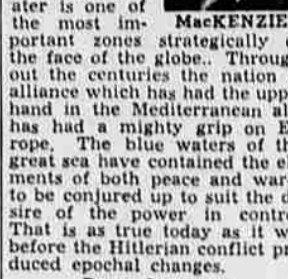 ater is one of
the most im- MacKENZIE
portant zones strategically
the face of the globe.. Throug
out the centuries the nation
alliance which has had the upp
hand in the Mediterranean al
has had a mighty grip on E
rope. The blue waters of th
great sea have contained the el
ments of both peace and war
to be conjured up to suit the d
sire of the power in contr
That is as true today as it w
before the Hitlerian conflict pr
duced epochal changes.